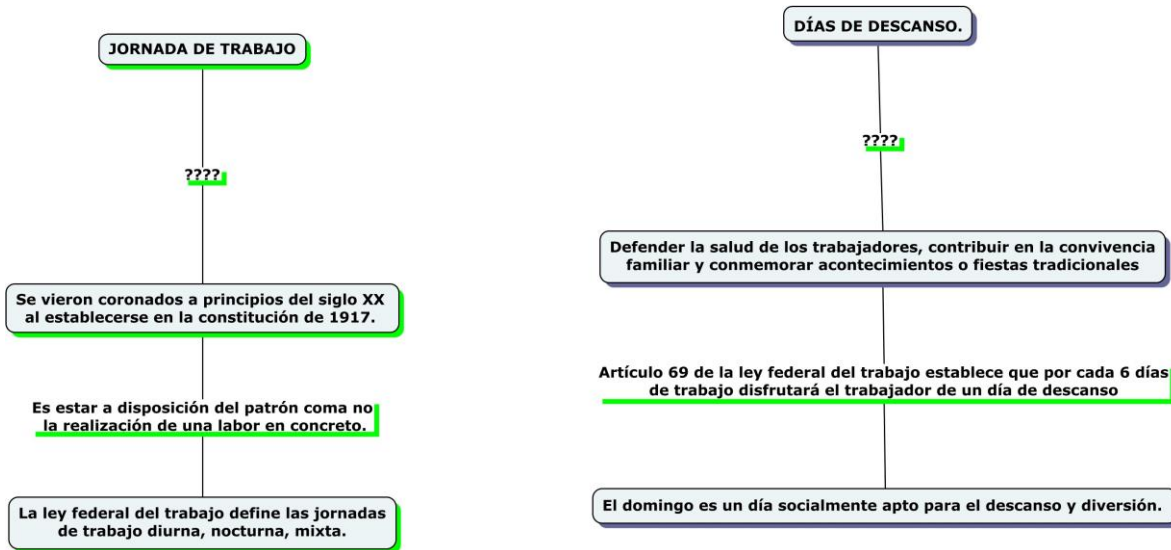 JORNADA DE TRABAJO
????
Se vieron coronados a principios del siglo XX
al establecerse en la constitución de 1917.
Es estar a disposición del patrón coma no
la realización de una labor en concreto.
La ley federal del trabajo define las jornadas
de trabajo diurna, nocturna, mixta.
DÍAS DE DESCANSO.
????
Defender la salud de los trabajadores, contribuir en la convivencia
familiar y conmemorar acontecimientos o fiestas tradicionales
Artículo 69 de la ley federal del trabajo establece que por cada 6 días
de trabajo disfrutará el trabajador de un día de descanso
El domingo es un día socialmente apto para el descanso y diversión.